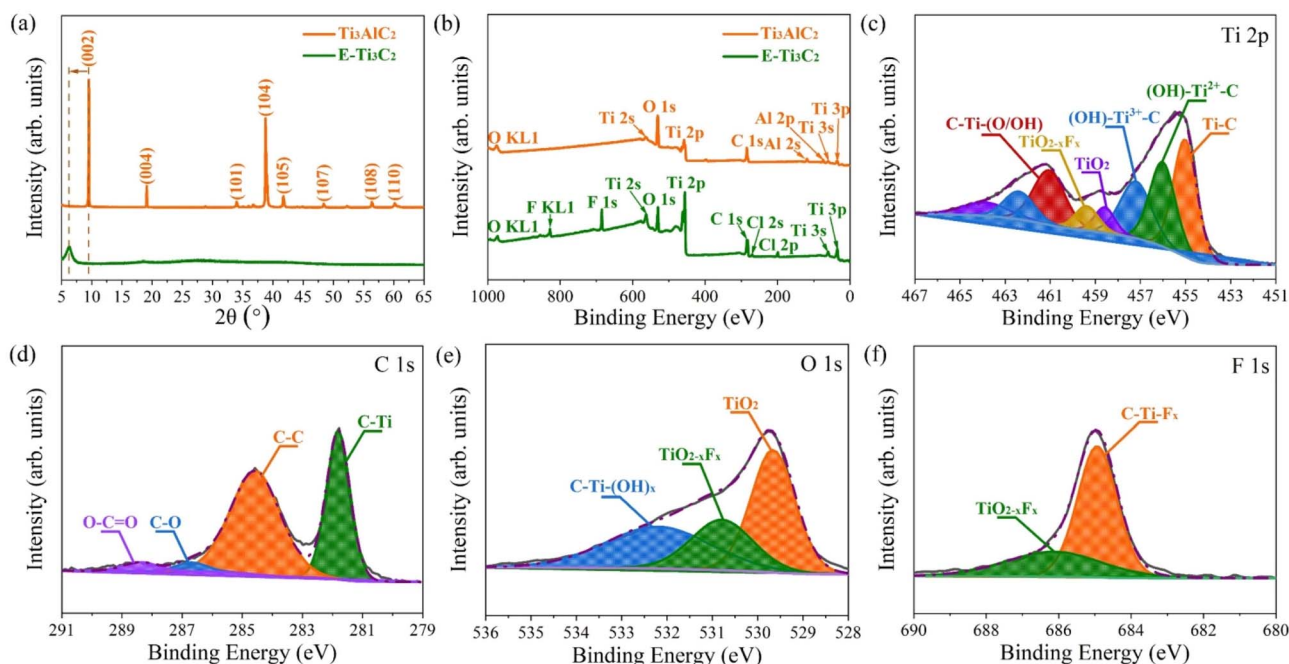 (a)
Ti₃AlC₂
E-Ti₃C₂
(002)
(004)
(101)
(104)
(105)
(107)
(108)
(110)
Intensity (arb. units)
5 10 15 20 25 30 35 40 45 50 55 60 65
2θ (°)
(b)
Ti₃AlC₂
E-Ti₃C₂
O KL1
Ti 2s
O 1s
Ti 2p
C 1s
Al 2s
Al 2p
Ti 3s
Ti 3p
O KL1
F KL1
F 1s
Ti 2s
O 1s
Ti 2p
C 1s
Cl 2s
Cl 2p
Ti 3s
Ti 3p
Intensity (arb. units)
1000 800 600 400 200 0
Binding Energy (eV)
(c)
Ti 2p
C-Ti-(O/OH)
TiO₂₋ₓFₓ
TiO₂
(OH)-Ti³⁺-C
(OH)-Ti²⁺-C
Ti-C
Intensity (arb. units)
467 465 463 461 459 457 455 453 451
Binding Energy (eV)
(d)
C 1s
O-C=O
C-O
C-C
C-Ti
Intensity (arb. units)
291 289 287 285 283 281 279
Binding Energy (eV)
(e)
O 1s
C-Ti-(OH)ₓ
TiO₂₋ₓFₓ
TiO₂
Intensity (arb. units)
536 535 534 533 532 531 530 529 528
Binding Energy (eV)
(f)
F 1s
TiO₂₋ₓFₓ
C-Ti-Fₓ
Intensity (arb. units)
690 688 686 684 682 680
Binding Energy (eV)